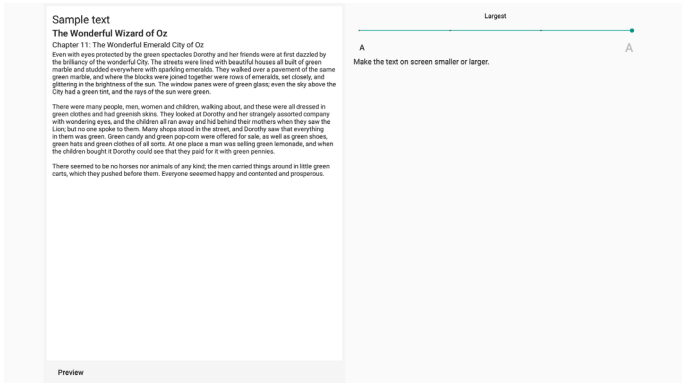 Sample text
The Wonderful Wizard of Oz
Chapter 11: The Wonderful Emerald City of Oz
Even with eyes protected by the green spectacles Dorothy and her friends were at first dazzled by
the brilliancy of the wonderful City. The streets were lined with beautiful houses all built of green
marble and studded everywhere with sparkling emeralds. They walked over a pavement of the same
green marble, and where the blocks were joined together were rows of emeralds, set closely, and
glittering in the brightness of the sun. The window panes were of green glass; even the sky above the
City had a green tint, and the rays of the sun were green.
There were many people, men, women and children, walking about, and these were all dressed in
green clothes and had greenish skins. They looked at Dorothy and her strangely assorted company
with wondering eyes, and the children all ran away and hid behind their mothers when they saw the
Lion; but no one spoke to them. Many shops stood in the street, and Dorothy saw that everything
in them was green. Green candy and green pop-corn were offered for sale, as well as green shoes,
green hats and green clothes of all sorts. At one place a man was selling green lemonade, and when
the children bought it Dorothy could see that they paid for it with green pennies.
There seemed to be no horses nor animals of any kind; the men carried things around in little green
carts, which they pushed before them. Everyone seeemed happy and contented and prosperous.
Preview
Largest
A A
Make the text on screen smaller or larger.